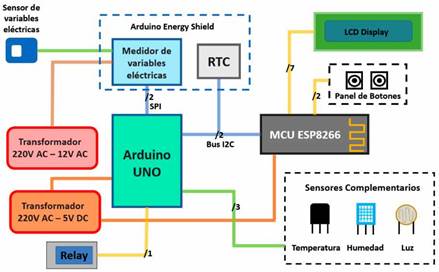 Sensor de
variables
eléctricas
Arduino Energy Shield
Medidor de
variables
eléctricas
RTC
LCD Display
/7
/2
Panel de Botones
/2
SPI
/2
Bus I2C
MCU ESP8266
Transformador
220V AC – 12V AC
Arduino
UNO
Transformador
220V AC – 5V DC
/3
Sensores Complementarios
Temperatura Humedad Luz
Relay
/1